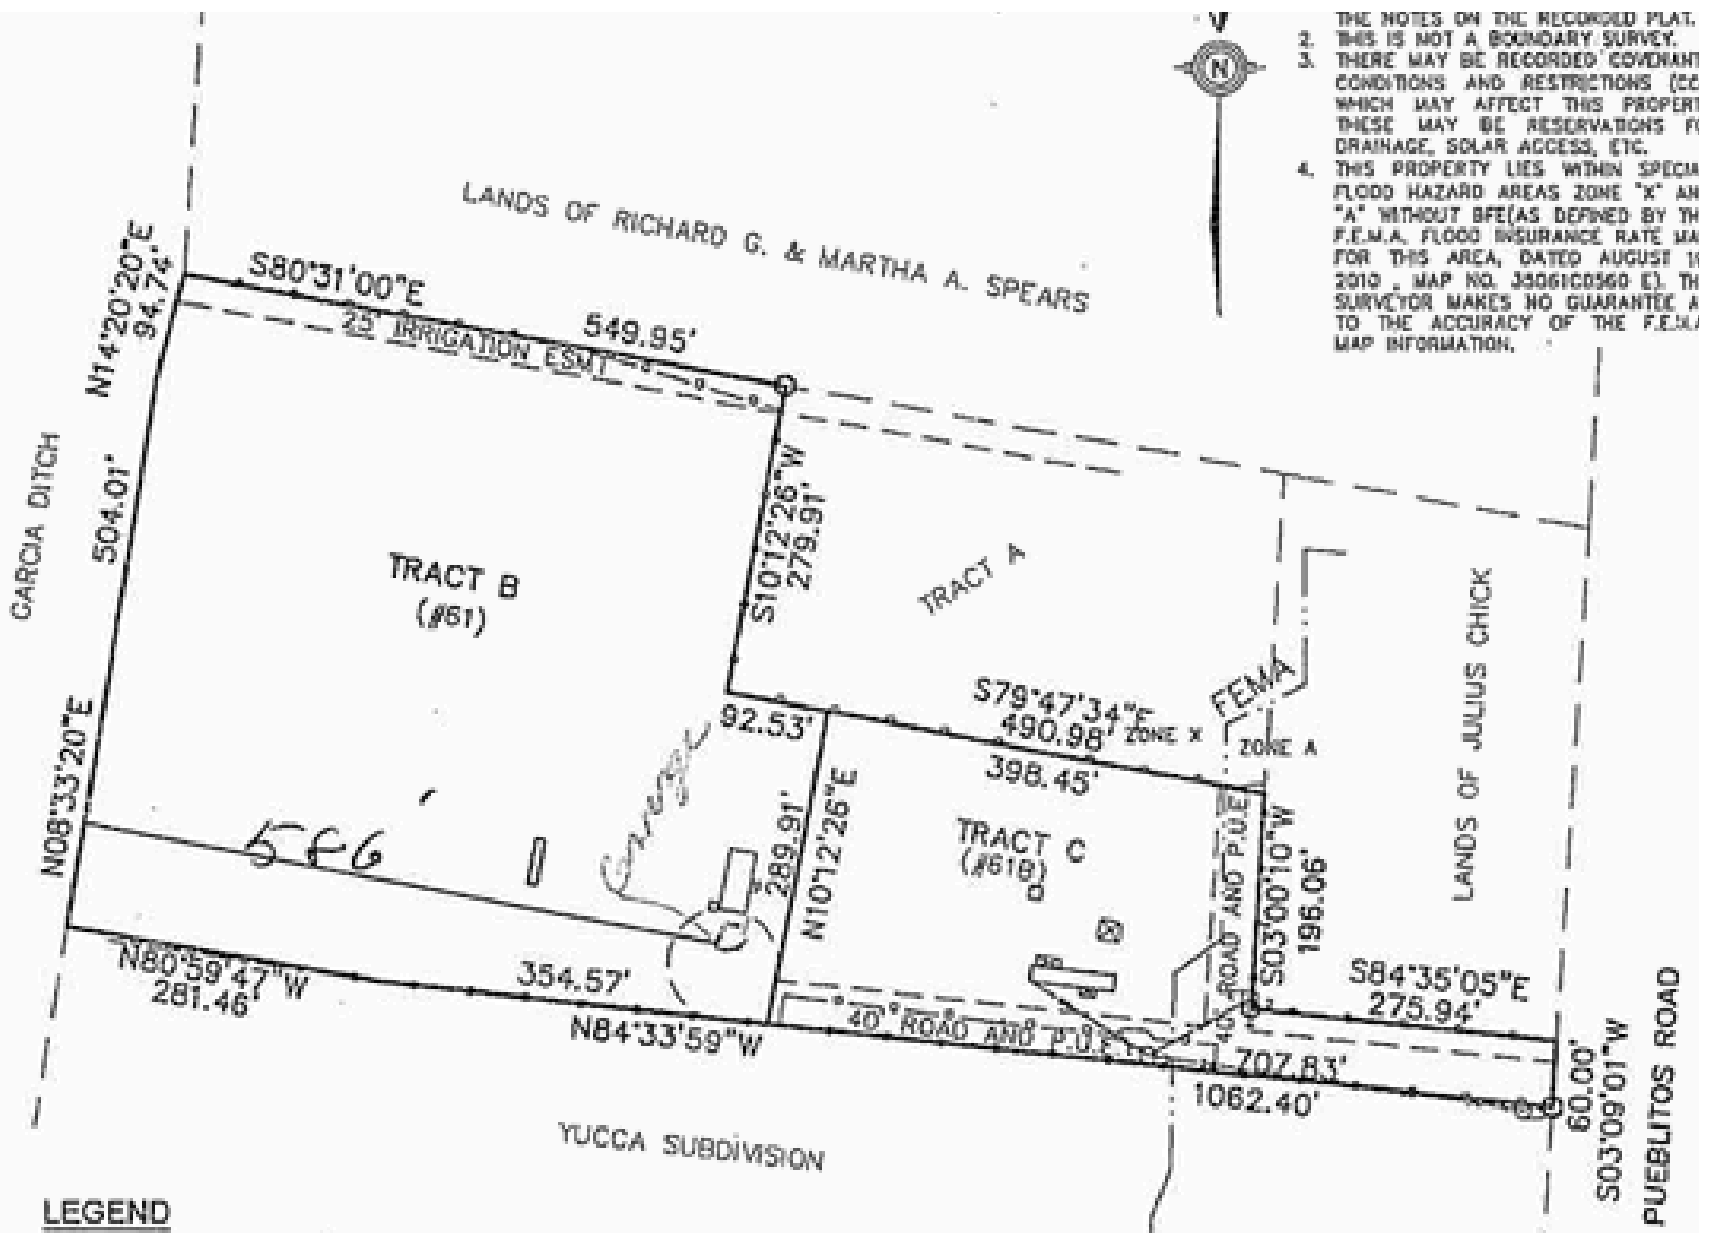 THE NOTES ON THE RECORDED PLAT.
2. THIS IS NOT A BOUNDARY SURVEY.
3. THERE MAY BE RECORDED COVENANT
CONDITIONS AND RESTRICTIONS (CC
WHICH MAY AFFECT THIS PROPERT
THESE MAY BE RESERVATIONS FO
DRAINAGE, SOLAR ACCESS, ETC.
4. THIS PROPERTY LIES WITHIN SPECIA
FLOOD HAZARD AREAS ZONE "X" AN
"A" WITHOUT BFE(AS DEFINED BY TH
F.E.M.A. FLOOD INSURANCE RATE MA
FOR THIS AREA, DATED AUGUST 19
2010 , MAP NO. 35061C0560 E). TH
SURVEYOR MAKES NO GUARANTEE A
TO THE ACCURACY OF THE F.E.M.A
MAP INFORMATION.
N
LANDS OF RICHARD G. & MARTHA A. SPEARS
N14°20'20"E
94.74'
S80°31'00"E
549.95'
25' IRRIGATION ESMT
GARCIA DITCH
504.01'
N08°33'20"E
TRACT B
(#61)
S10°12'26"W
279.91'
TRACT A
LANDS OF JULIUS CHICK
FEMA
ZONE X
ZONE A
S79°47'34"E
490.98'
92.53'
398.45'
289.91'
N10°12'26"E
TRACT C
(#61B)
40' ROAD AND P.U.E
S03°00'10"W
196.06'
S84°35'05"E
275.94'
N80°59'47"W
281.46'
354.57'
N84°33'59"W
40' ROAD AND P.U.E
707.83'
1062.40'
60.00'
S03°09'01"W
PUEBLITOS ROAD
YUCCA SUBDIVISION
LEGEND